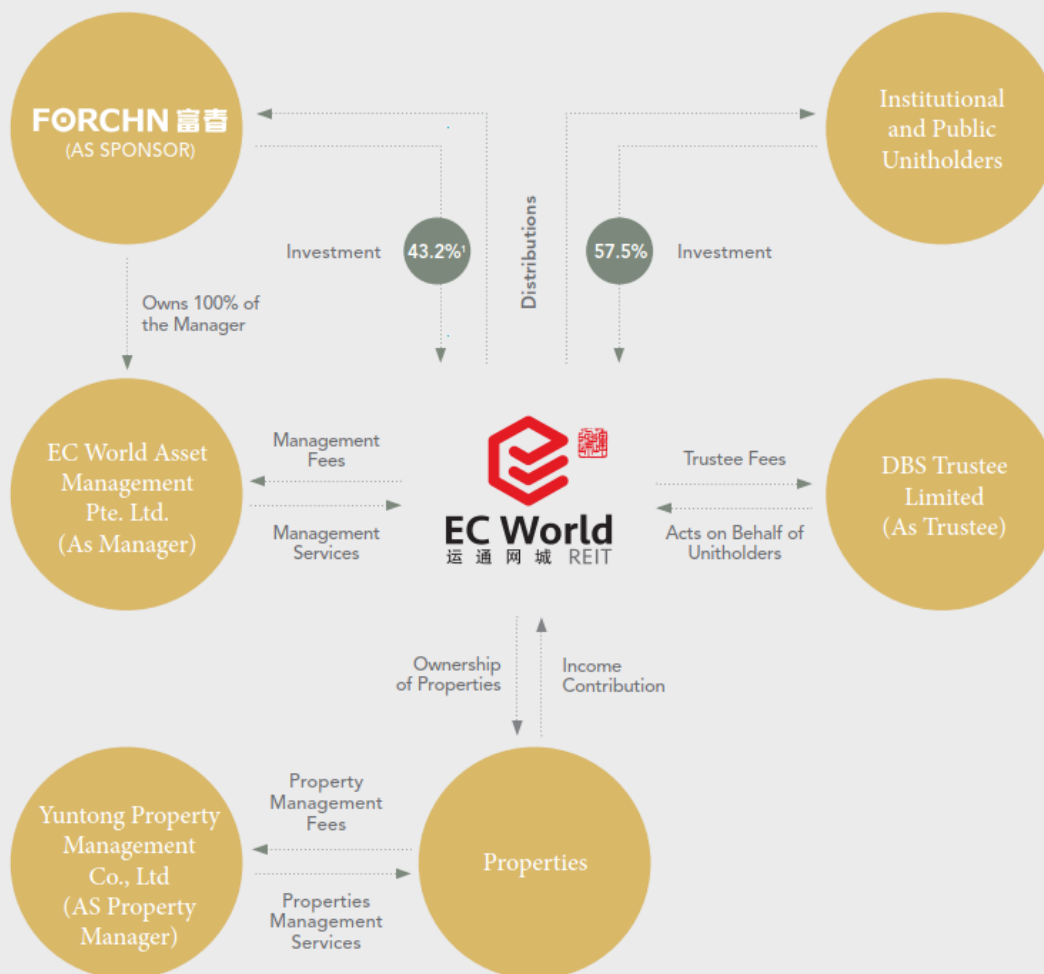 FORCHN 富春
(AS SPONSOR)
Institutional
and Public
Unitholders
Investment
43.2%¹
Distributions
57.5%
Investment
Owns 100% of
the Manager
EC World Asset
Management
Pte. Ltd.
(As Manager)
Management
Fees
Management
Services
EC World
运通网城 REIT
Trustee Fees
Acts on Behalf of
Unitholders
DBS Trustee
Limited
(As Trustee)
Ownership
of Properties
Income
Contribution
Yuntong Property
Management
Co., Ltd
(AS Property
Manager)
Property
Management
Fees
Properties
Management
Services
Properties